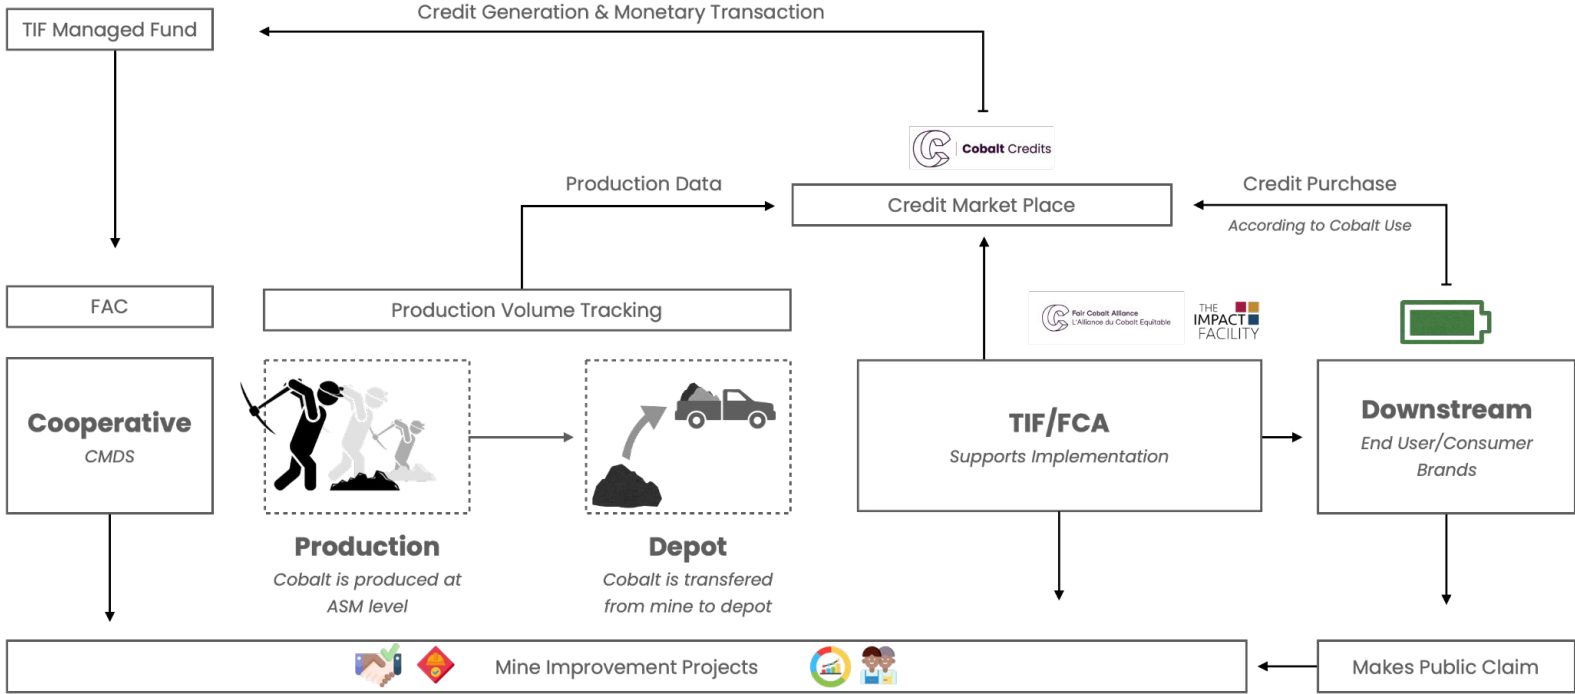 Credit Generation & Monetary Transaction
TIF Managed Fund
Cobalt Credits
Production Data
Credit Market Place
Credit Purchase
According to Cobalt Use
FAC
Production Volume Tracking
Fair Cobalt Alliance
L'Alliance du Cobalt Equitable
THE
IMPACT
FACILITY
Cooperative
CMDS
TIF/FCA
Supports Implementation
Downstream
End User/Consumer
Brands
Production
Cobalt is produced at
ASM level
Depot
Cobalt is transfered
from mine to depot
Mine Improvement Projects
Makes Public Claim